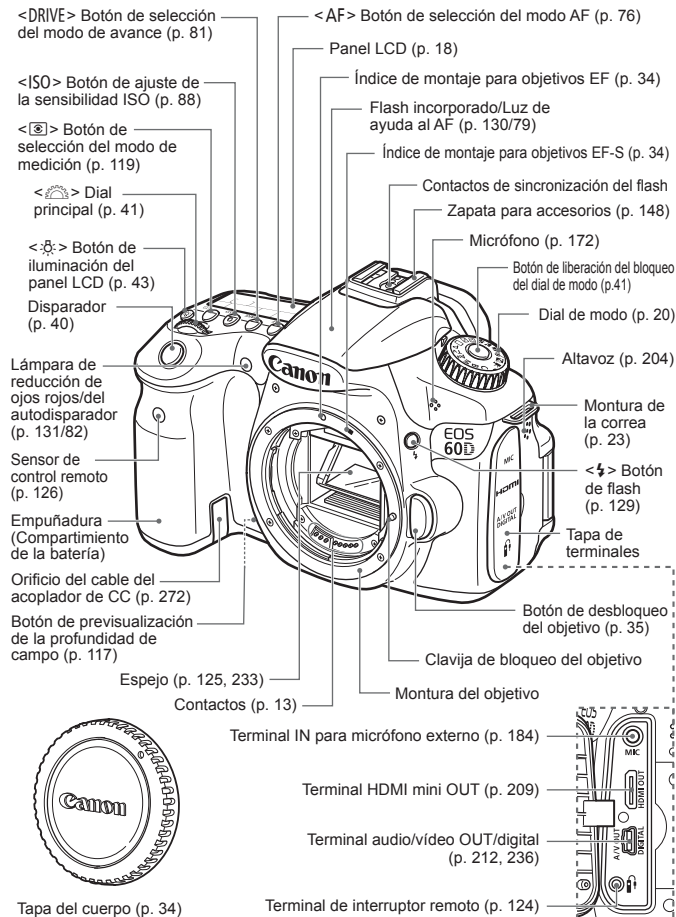 <DRIVE> Botón de selección
del modo de avance (p. 81)
<AF> Botón de selección del modo AF (p. 76)
Panel LCD (p. 18)
<ISO> Botón de ajuste de
la sensibilidad ISO (p. 88)
Índice de montaje para objetivos EF (p. 34)
Flash incorporado/Luz de
ayuda al AF (p. 130/79)
< > Botón de
selección del modo de
medición (p. 119)
Índice de montaje para objetivos EF-S (p. 34)
Contactos de sincronización del flash
< > Dial
principal (p. 41)
Zapata para accesorios (p. 148)
Micrófono (p. 172)
< > Botón de
iluminación del
panel LCD (p. 43)
Botón de liberación del bloqueo
del dial de modo (p.41)
Disparador
(p. 40)
Dial de modo (p. 20)
Lámpara de
reducción de
ojos rojos/del
autodisparador
(p. 131/82)
Altavoz (p. 204)
Montura de
la correa
(p. 23)
Sensor de
control remoto
(p. 126)
< > Botón
de flash
(p. 129)
Empuñadura
(Compartimiento
de la batería)
Tapa de
terminales
Orificio del cable del
acoplador de CC (p. 272)
Botón de previsualización
de la profundidad de
campo (p. 117)
Botón de desbloqueo
del objetivo (p. 35)
Espejo (p. 125, 233)
Clavija de bloqueo del objetivo
Contactos (p. 13)
Montura del objetivo
Canon
EOS
60D
MIC
HDMI
A/V OUT
DIGITAL
Terminal IN para micrófono externo (p. 184)
MIC
Terminal HDMI mini OUT (p. 209)
HDMI OUT
Terminal audio/vídeo OUT/digital
(p. 212, 236)
A/V OUT
DIGITAL
Terminal de interruptor remoto (p. 124)
Canon
Tapa del cuerpo (p. 34)